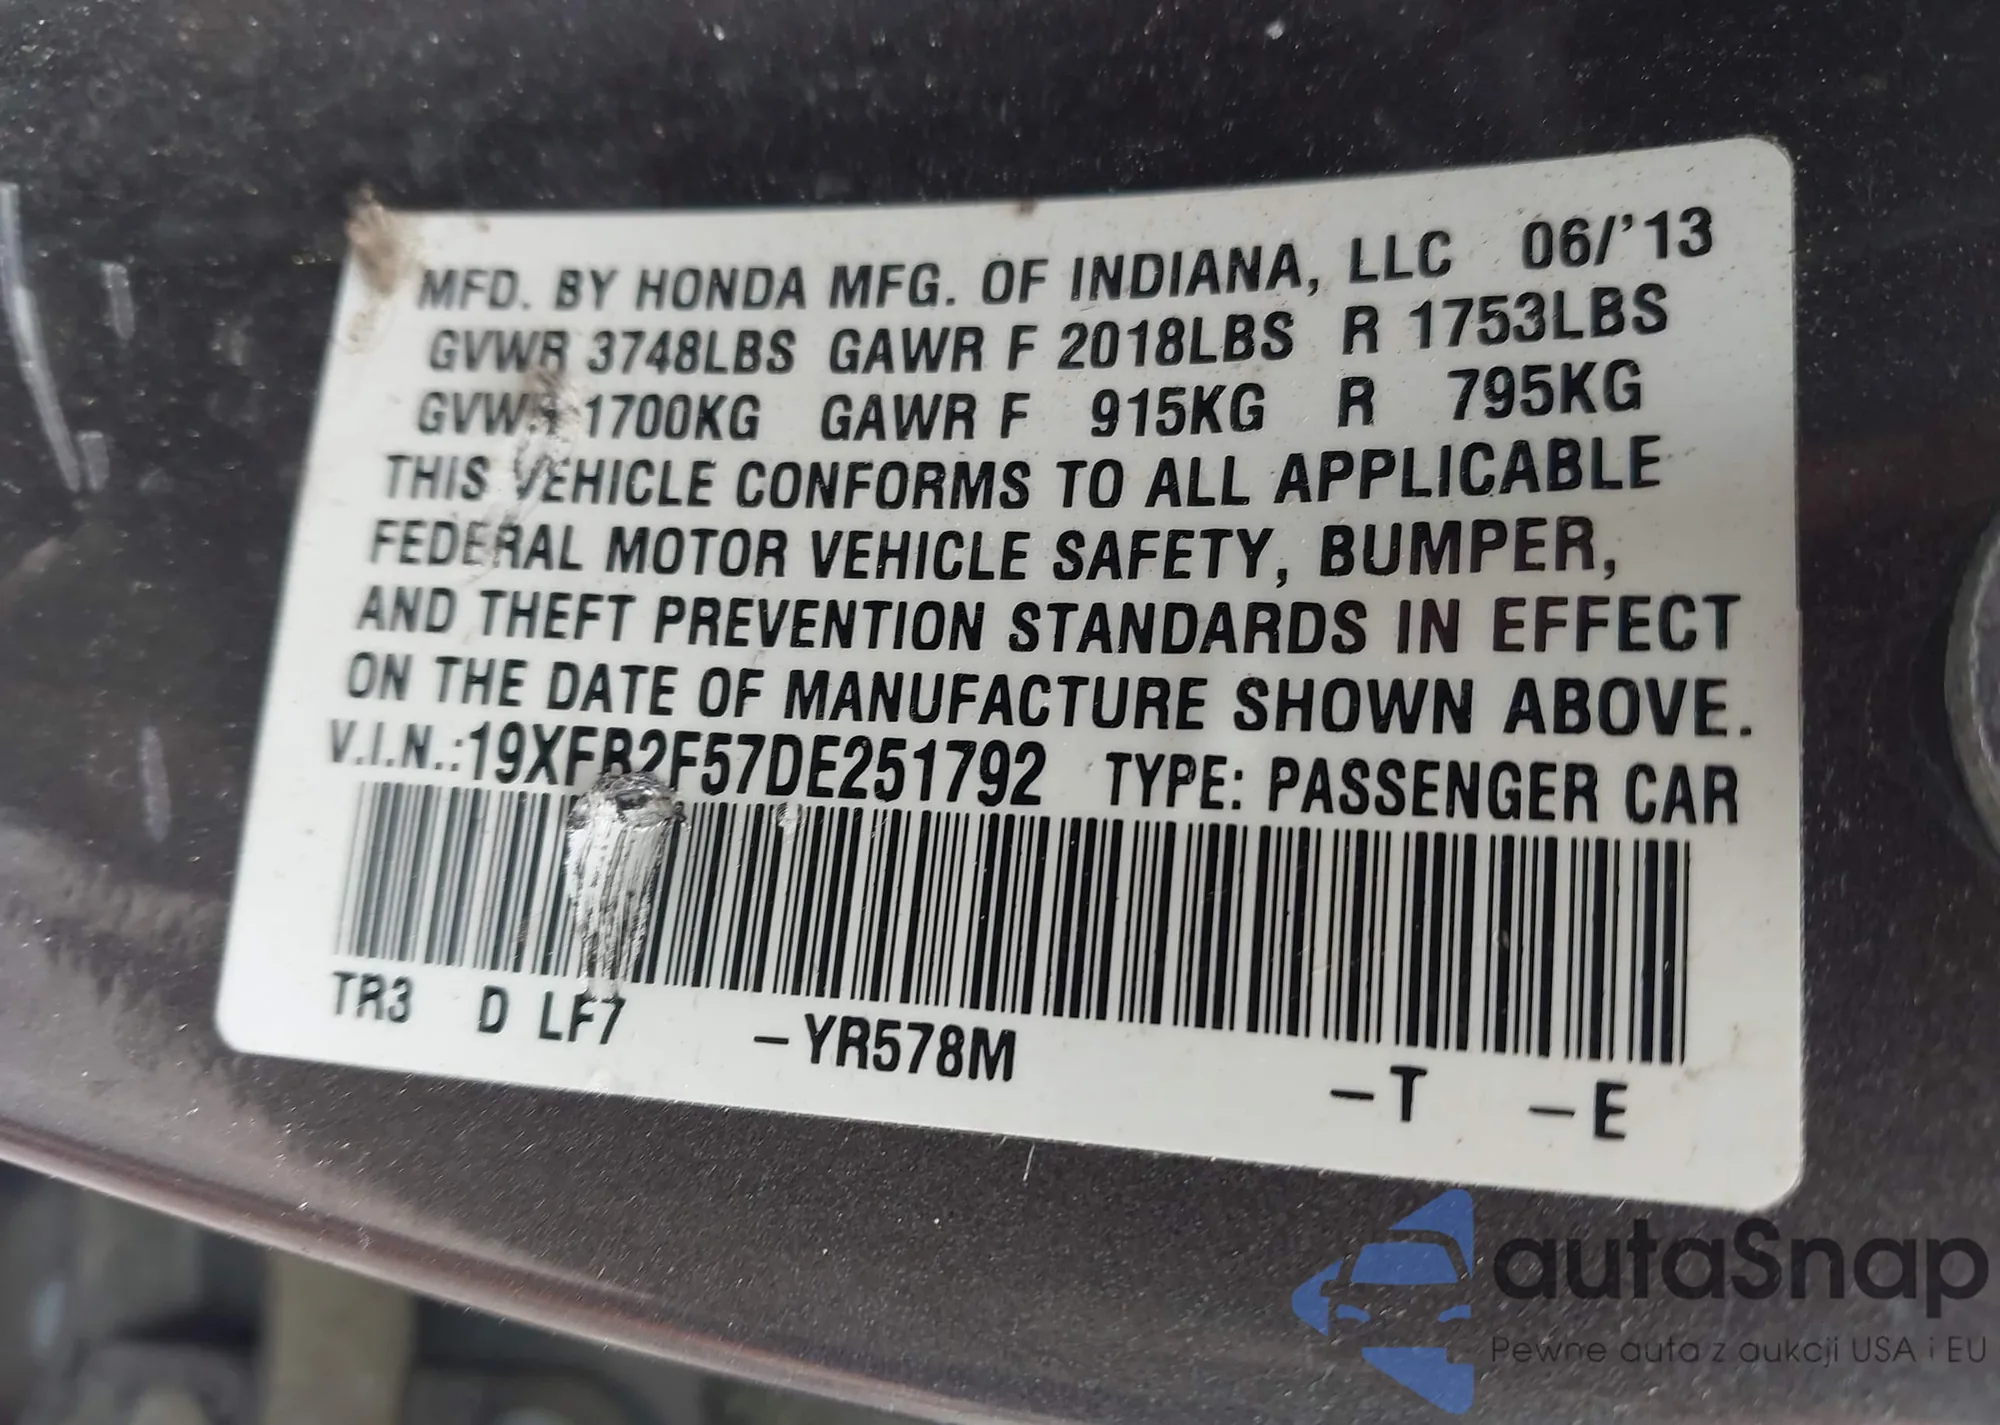 MFD. BY HONDA MFG. OF INDIANA, LLC 06/'13
GVWR 3748LBS GAWR F 2018LBS R 1753LBS
GVWR 1700KG GAWR F 915KG R 795KG
THIS VEHICLE CONFORMS TO ALL APPLICABLE
FEDERAL MOTOR VEHICLE SAFETY, BUMPER,
AND THEFT PREVENTION STANDARDS IN EFFECT
ON THE DATE OF MANUFACTURE SHOWN ABOVE.
V.I.N.:19XFB2F57DE251792 TYPE: PASSENGER CAR
TR3 D LF7 -YR578M -T -E
autaSnap
Pewne auta z aukcji USA i EU